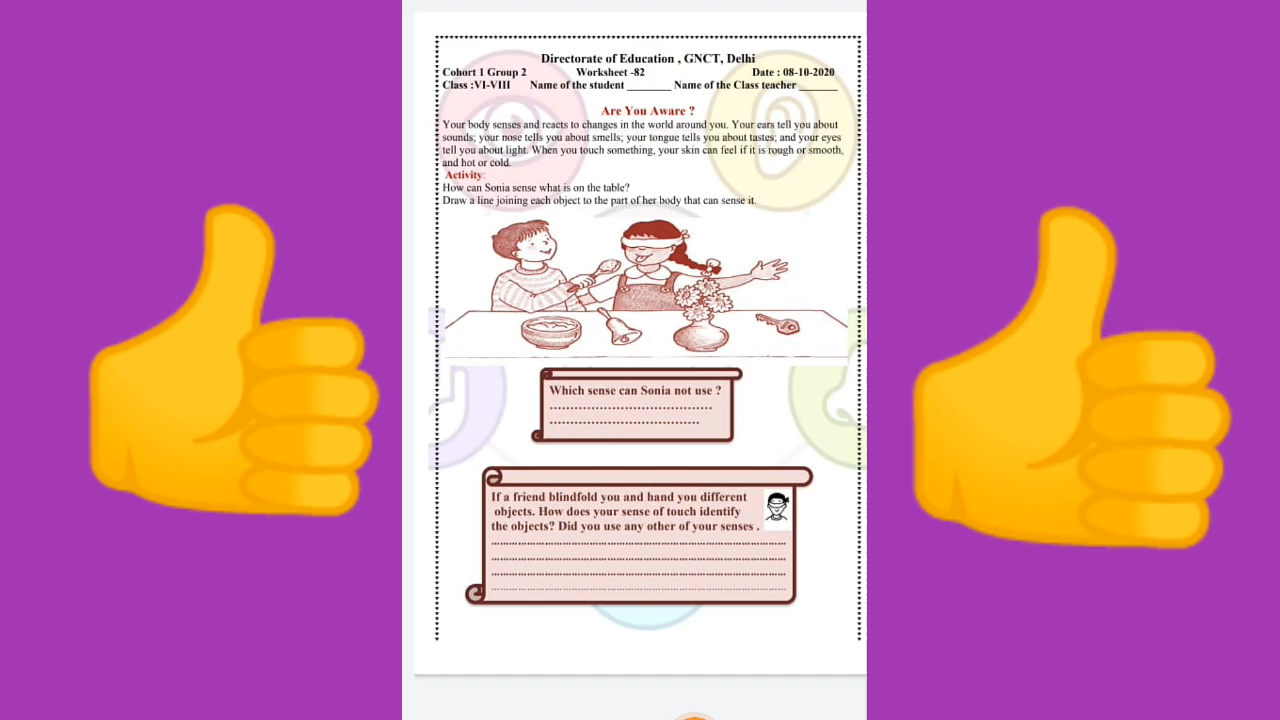 Directorate of Education , GNCT, Delhi
Cohort 1 Group 2 Worksheet -82 Date : 08-10-2020
Class :VI-VIII Name of the student ________ Name of the Class teacher _______
Are You Aware ?
Your body senses and reacts to changes in the world around you. Your ears tell you about
sounds; your nose tells you about smells; your tongue tells you about tastes; and your eyes
tell you about light. When you touch something, your skin can feel if it is rough or smooth,
and hot or cold.
Activity:
How can Sonia sense what is on the table?
Draw a line joining each object to the part of her body that can sense it.
Which sense can Sonia not use ?
.......................................
....................................
If a friend blindfold you and hand you different
objects. How does your sense of touch identify
the objects? Did you use any other of your senses .